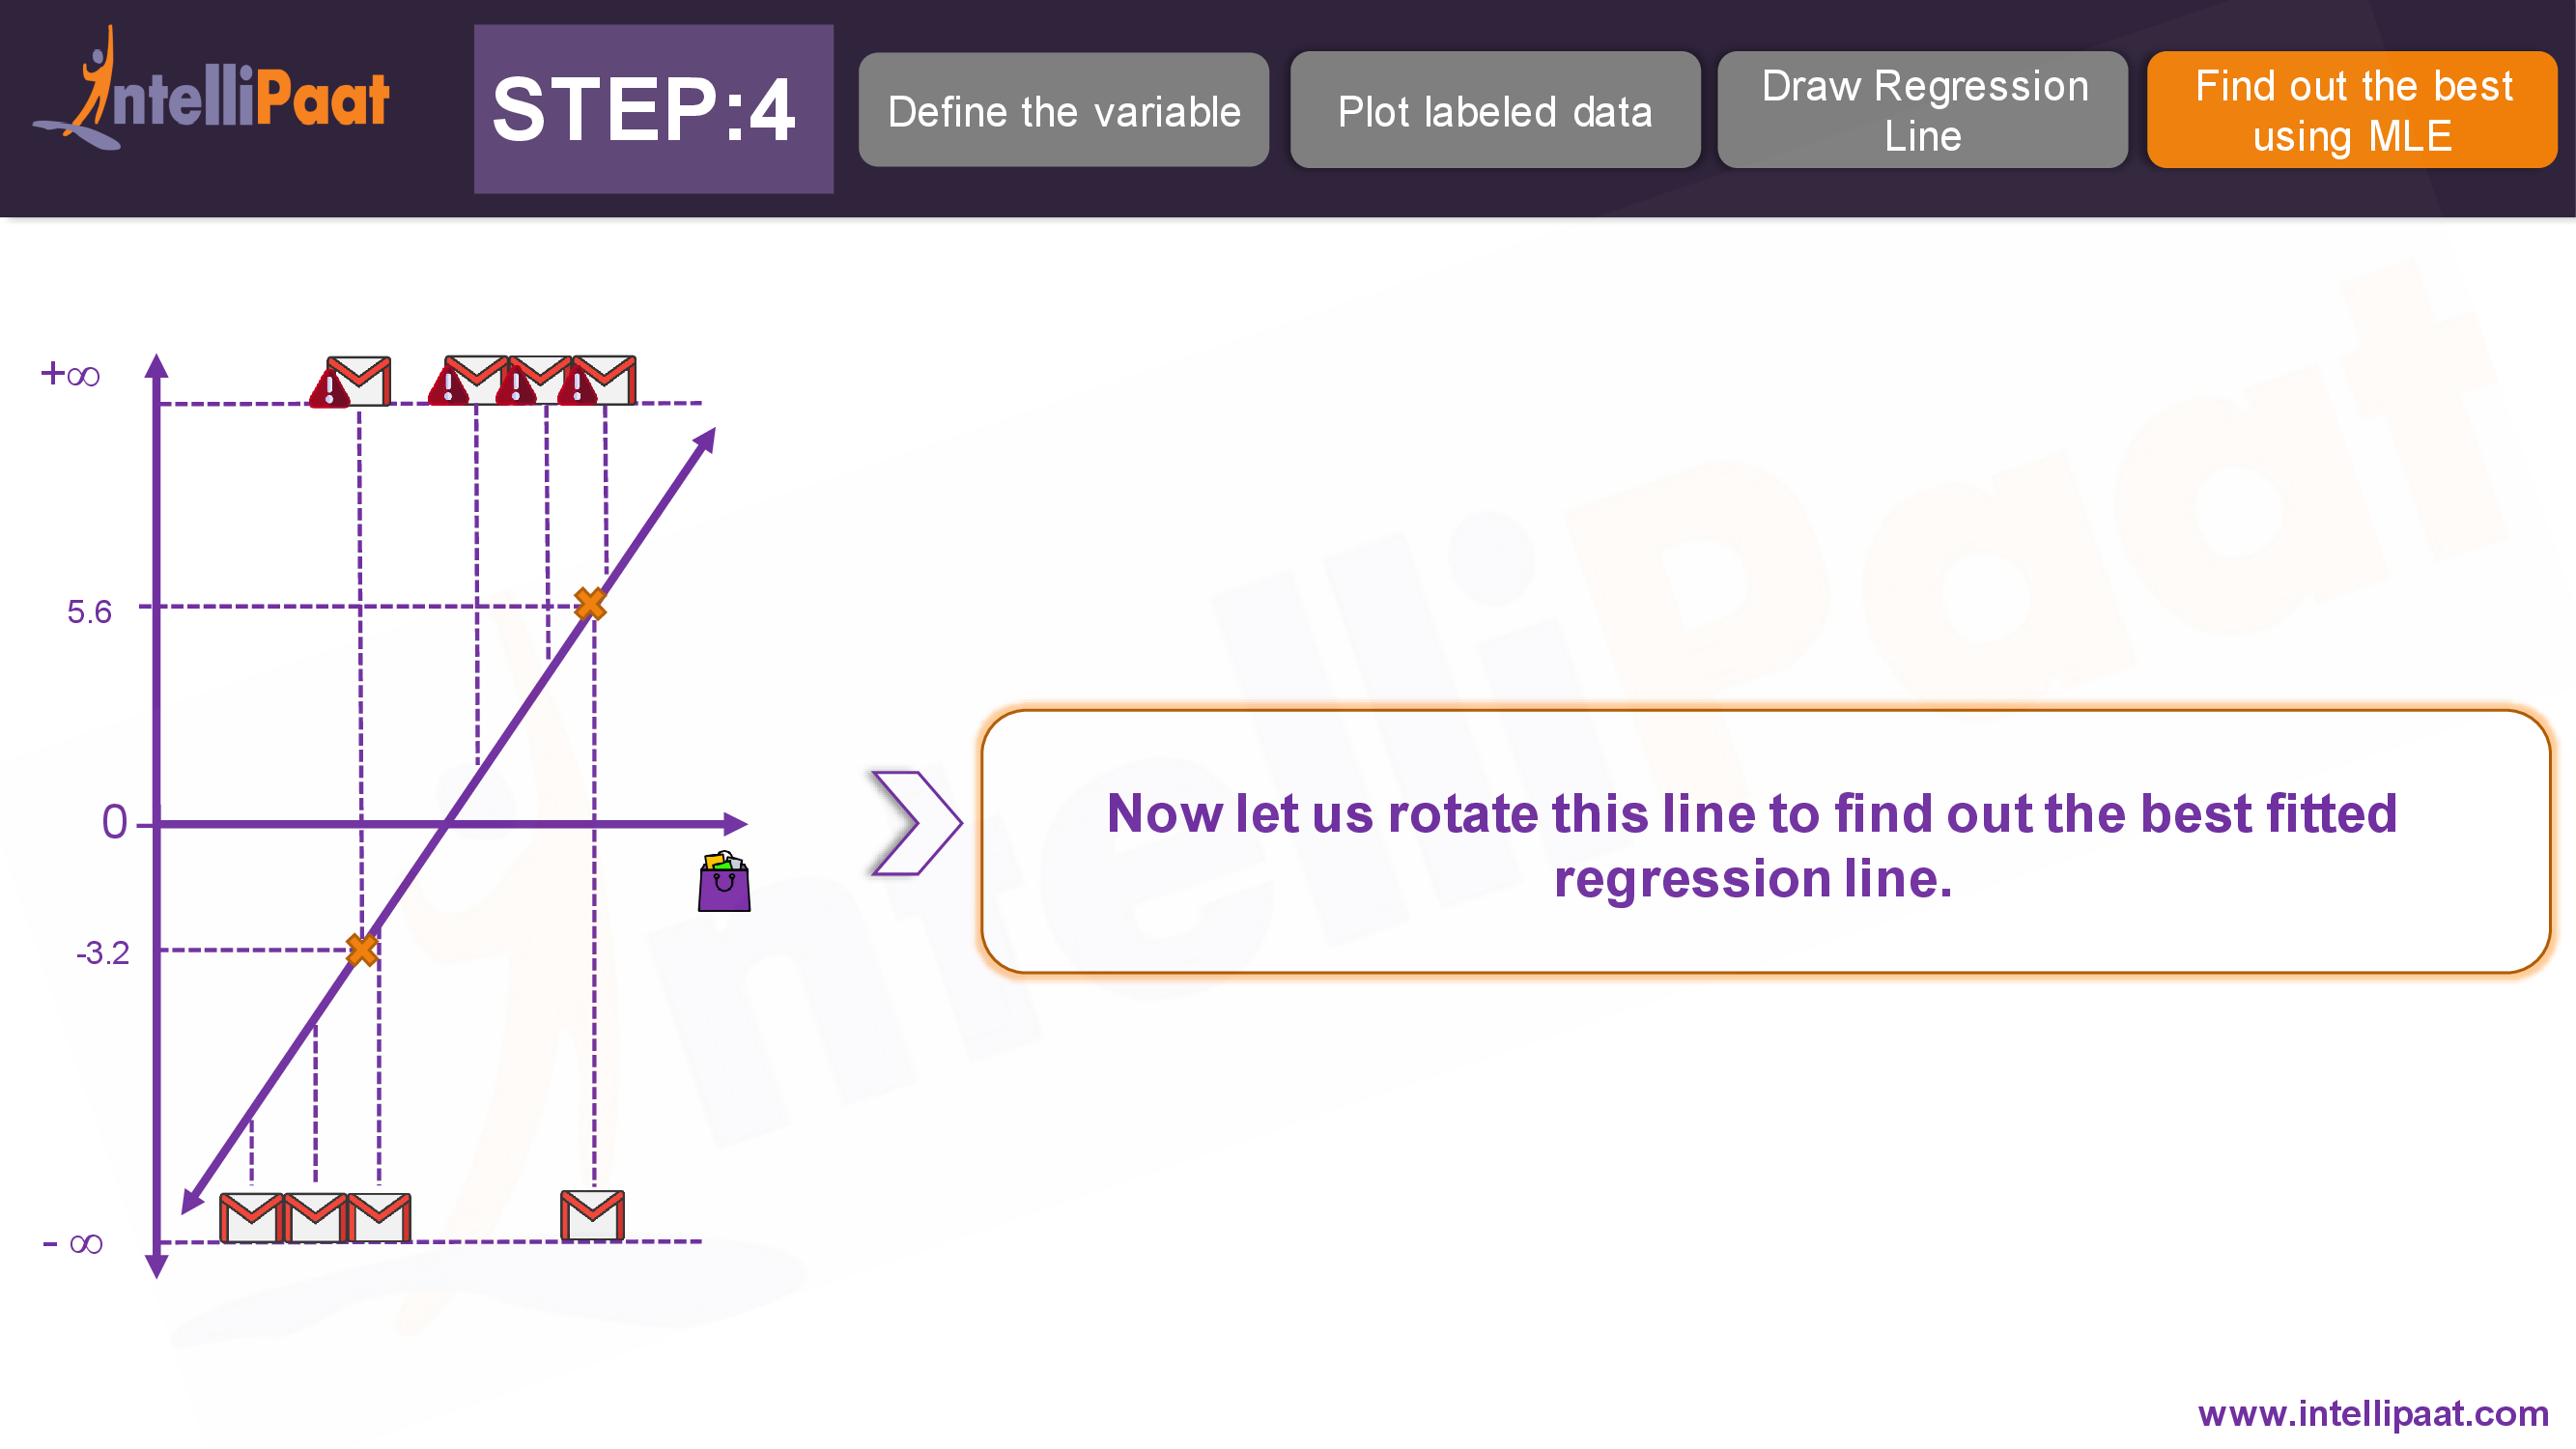 IntelliPaat
STEP:4
Define the variable
Plot labeled data
Draw Regression
Line
Find out the best
using MLE
+∞
5.6
0
-3.2
- ∞
Now let us rotate this line to find out the best fitted
regression line.
IntelliPaat
www.intellipaat.com